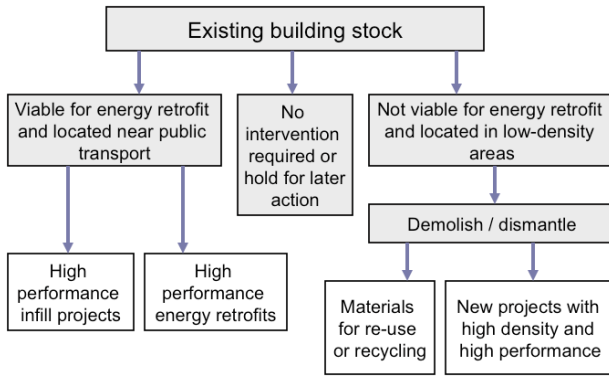 Existing building stock
Viable for energy retrofit
and located near public
transport
No
intervention
required or
hold for later
action
Not viable for energy retrofit
and located in low-density
areas
Demolish / dismantle
High
performance
infill projects
High
performance
energy retrofits
Materials
for re-use
or recycling
New projects with
high density and
high performance